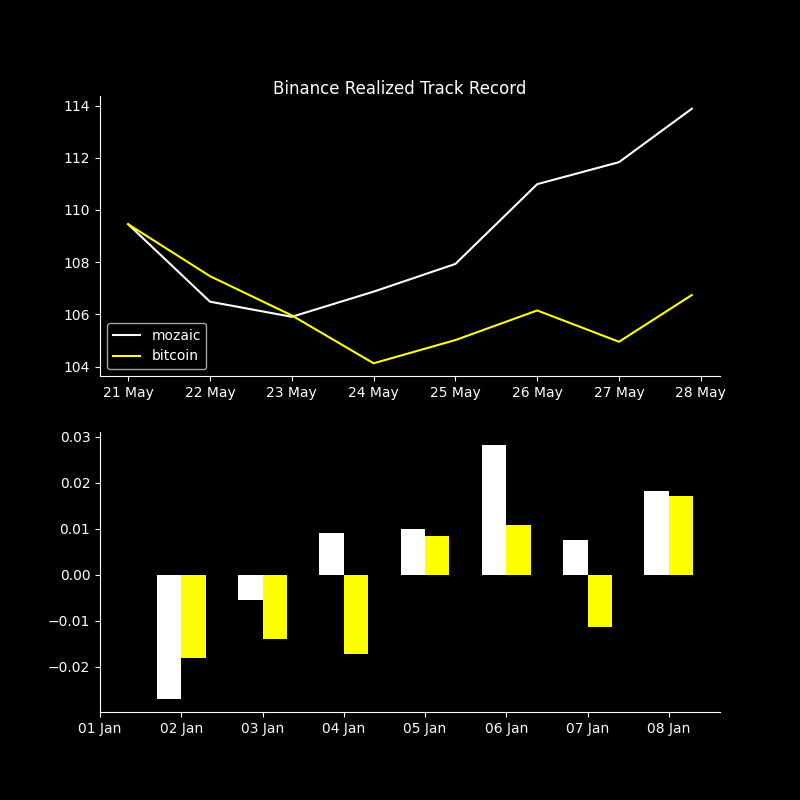 Binance Realized Track Record
114
112
110
108
106
104
mozaic
bitcoin
21 May 22 May 23 May 24 May 25 May 26 May 27 May 28 May
0.03
0.02
0.01
0.00
−0.01
−0.02
01 Jan 02 Jan 03 Jan 04 Jan 05 Jan 06 Jan 07 Jan 08 Jan